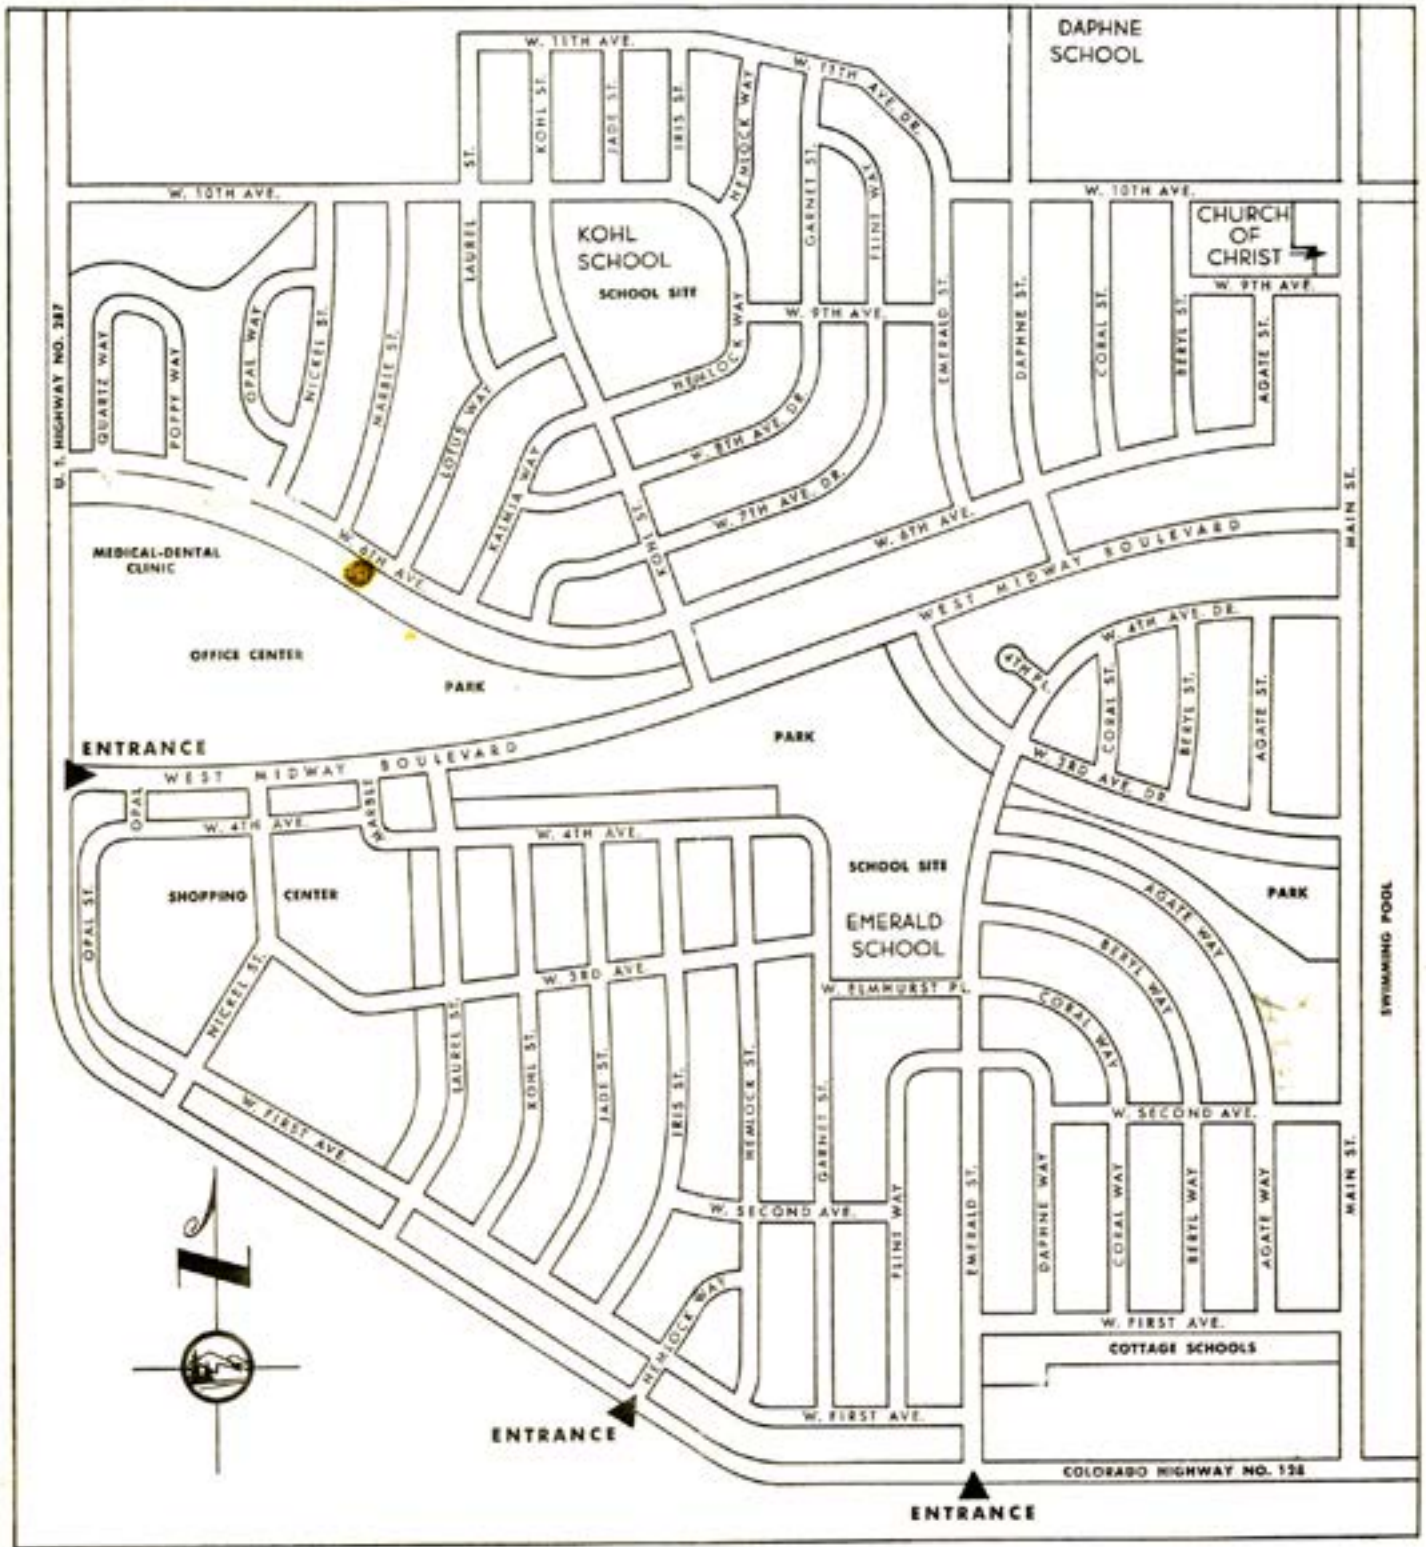 DAPHNE
SCHOOL
W. 11TH AVE.
W. 11TH AVE. DR.
KOHL ST.
JADE ST.
IRIS ST.
HEMLOCK WAY
ST.
LAUREL
GARNET ST.
FLINT WAY
W. 10TH AVE.
W. 10TH AVE.
CHURCH
OF
CHRIST
KOHL
SCHOOL
SCHOOL SITE
W. 9TH AVE.
W. 9TH AVE.
U. S. HIGHWAY NO. 287
QUARTZ WAY
POPPY WAY
OPAL WAY
NICKEL ST.
MARBLE ST.
LOTUS WAY
KALMIA WAY
HEMLOCK WAY
HEMLOCK WAY
EMERALD ST.
DAPHNE ST.
CORAL ST.
BERYL ST.
AGATE ST.
W. 8TH AVE. DR.
W. 7TH AVE. DR.
KOHL ST.
W. 6TH AVE.
W. 6TH AVE.
MAIN ST.
MEDICAL-DENTAL
CLINIC
OFFICE CENTER
PARK
WEST MIDWAY BOULEVARD
W. 4TH AVE. DR.
4TH PL.
CORAL ST.
BERYL ST.
AGATE ST.
PARK
W. 3RD AVE. DR.
ENTRANCE
WEST MIDWAY BOULEVARD
OPAL
MARBLE
W. 4TH AVE.
W. 4TH AVE.
SHOPPING CENTER
SCHOOL SITE
EMERALD
SCHOOL
PARK
SWIMMING POOL
OPAL ST.
NICKEL ST.
W. 3RD AVE.
W. ELMHURST PL.
AGATE WAY
BERYL WAY
CORAL WAY
LAUREL ST.
KOHL ST.
JADE ST.
IRIS ST.
HEMLOCK ST.
GARNET ST.
W. FIRST AVE.
W. SECOND AVE.
W. SECOND AVE.
FLINT WAY
EMERALD ST.
DAPHNE WAY
CORAL WAY
BERYL WAY
AGATE WAY
MAIN ST.
N
HEMLOCK WAY
W. FIRST AVE.
COTTAGE SCHOOLS
W. FIRST AVE.
ENTRANCE
COLORADO HIGHWAY NO. 128
ENTRANCE